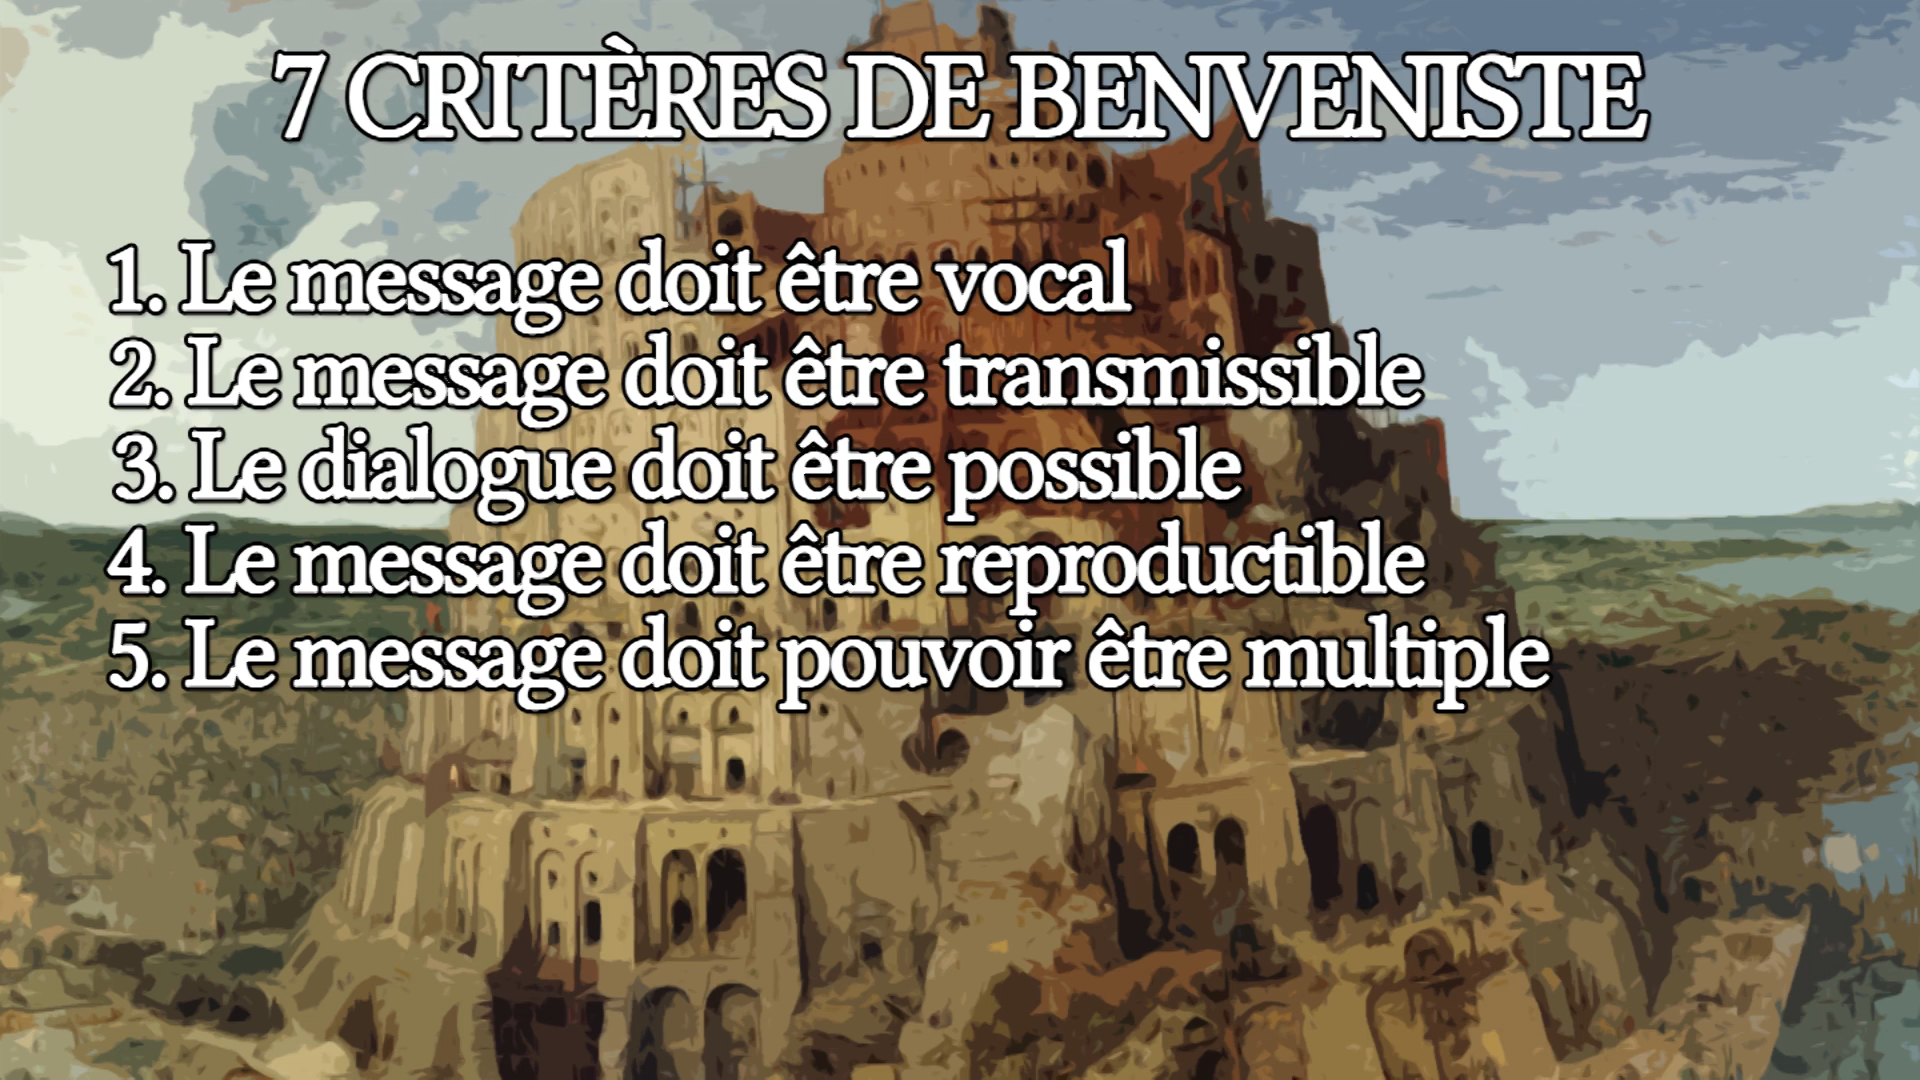 7 CRITÈRES DE BENVENISTE
1. Le message doit être vocal
2. Le message doit être transmissible
3. Le dialogue doit être possible
4. Le message doit être reproductible
5. Le message doit pouvoir être multiple